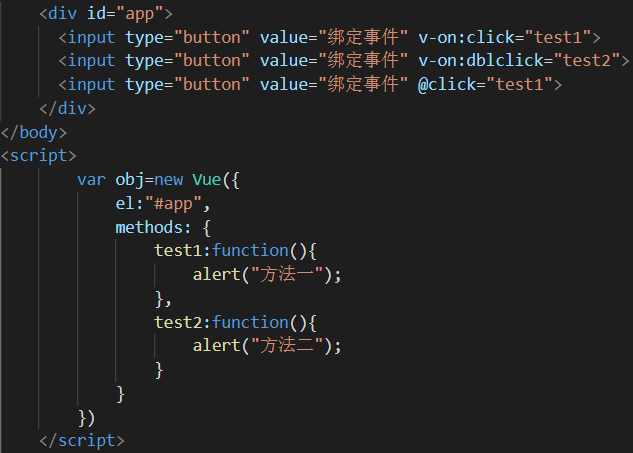 <div id="app">
<input type="button" value="绑定事件" v-on:click="test1">
<input type="button" value="绑定事件" v-on:dblclick="test2">
<input type="button" value="绑定事件" @click="test1">
</div>
</body>
<script>
var obj=new Vue({
el:"#app",
methods: {
test1:function(){
alert("方法一");
},
test2:function(){
alert("方法二");
}
}
})
</script>